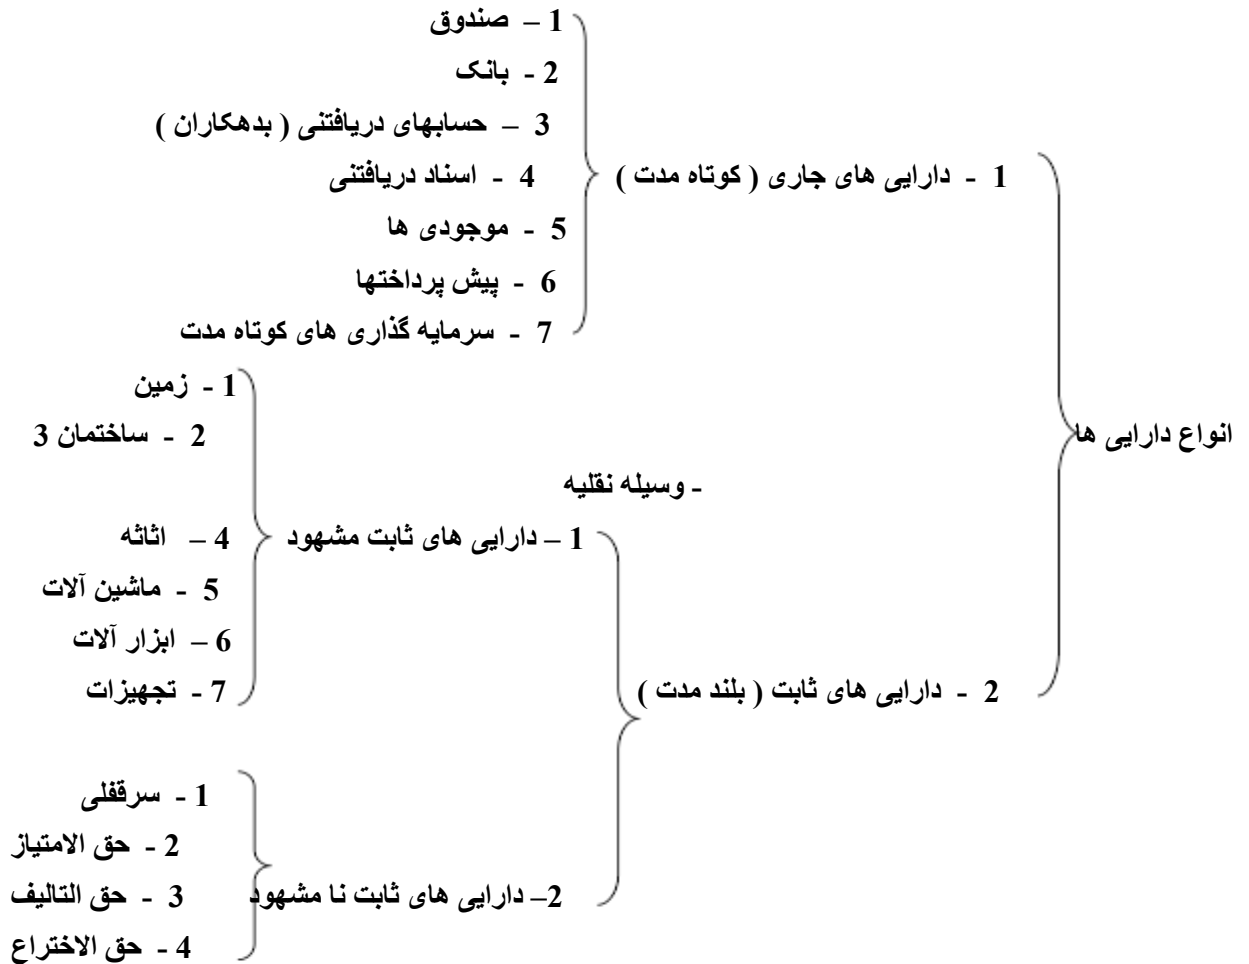 1 – صندوق
2 - بانک
3 – حسابهای دریافتنی ( بدهکاران )
1 - دارایی های جاری ( کوتاه مدت )
4 - اسناد دریافتنی
5 - موجودی ها
6 - پیش پرداختها
7 - سرمایه گذاری های کوتاه مدت
انواع دارایی ها
1 - زمین
2 - ساختمان 3
- وسیله نقلیه
1 – دارایی های ثابت مشهود
4 – اثاثه
5 - ماشین آلات
6 – ابزار آلات
7 - تجهیزات
2 - دارایی های ثابت ( بلند مدت )
1 - سرقفلی
2 - حق الامتیاز
2– دارایی های ثابت نا مشهود
3 - حق التالیف
4 - حق الاختراع